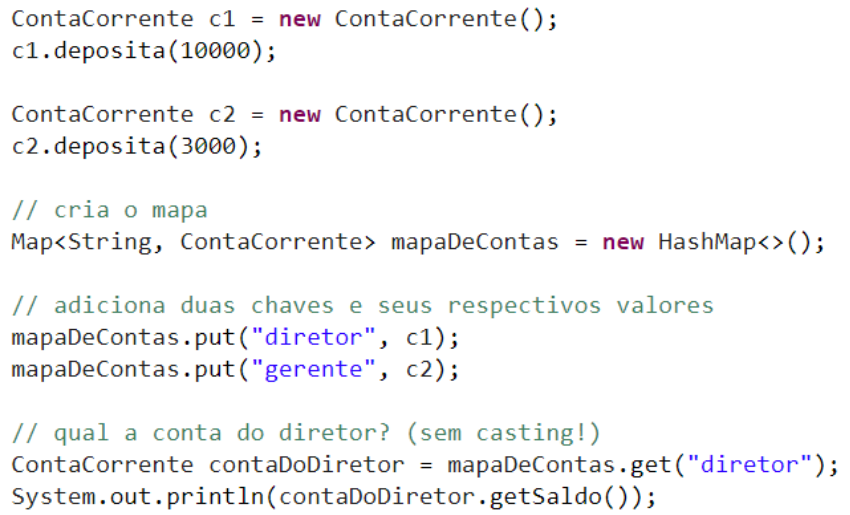 ContaCorrente c1 = new ContaCorrente();
c1.deposita(10000);
ContaCorrente c2 = new ContaCorrente();
c2.deposita(3000);
// cria o mapa
Map<String, ContaCorrente> mapaDeContas = new HashMap<>();
// adiciona duas chaves e seus respectivos valores
mapaDeContas.put("diretor", c1);
mapaDeContas.put("gerente", c2);
// qual a conta do diretor? (sem casting!)
ContaCorrente contaDoDiretor = mapaDeContas.get("diretor");
System.out.println(contaDoDiretor.getSaldo());